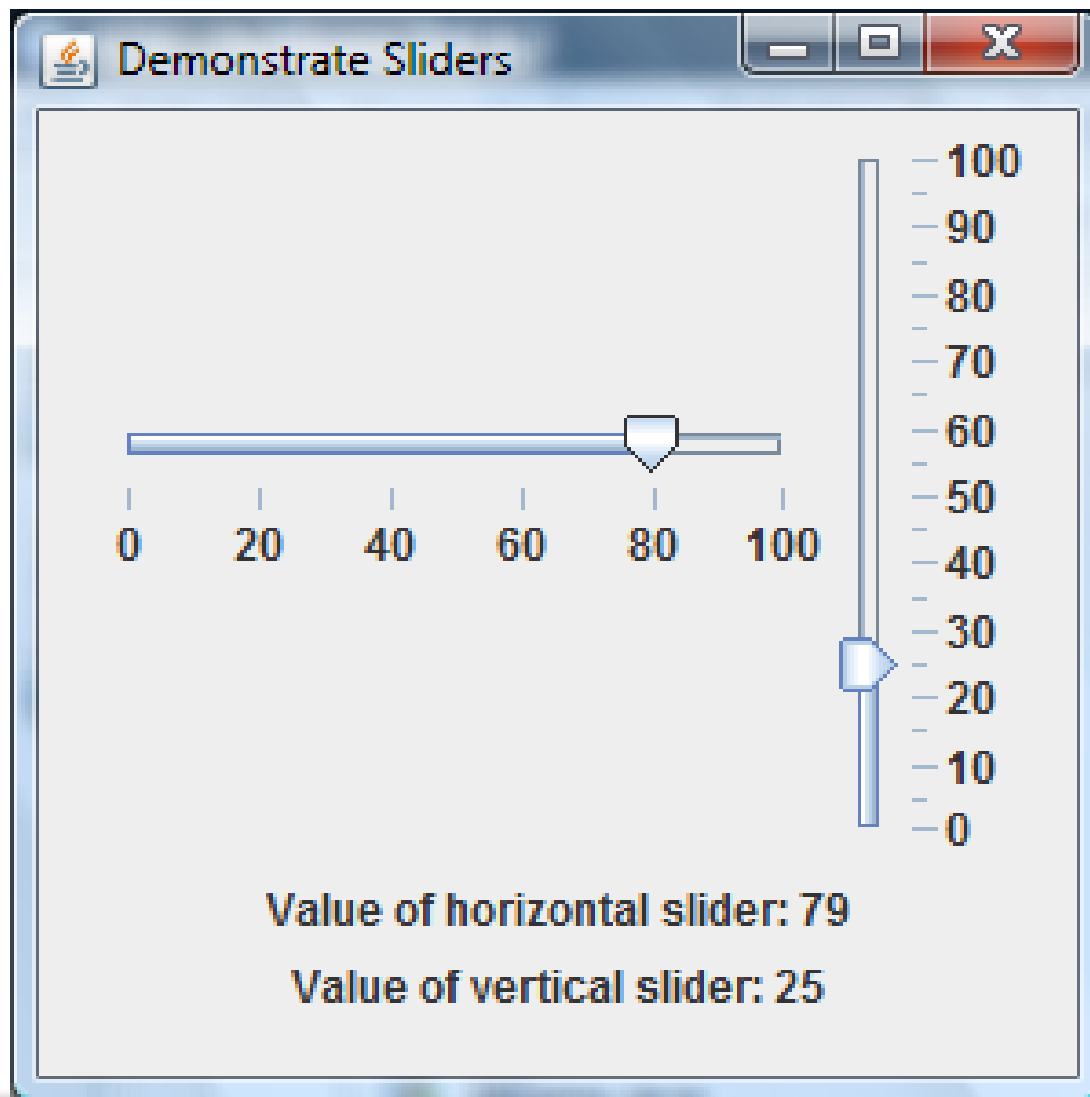 Demonstrate Sliders
100
90
80
70
60
50
40
30
20
10
0
0 20 40 60 80 100
Value of horizontal slider: 79
Value of vertical slider: 25